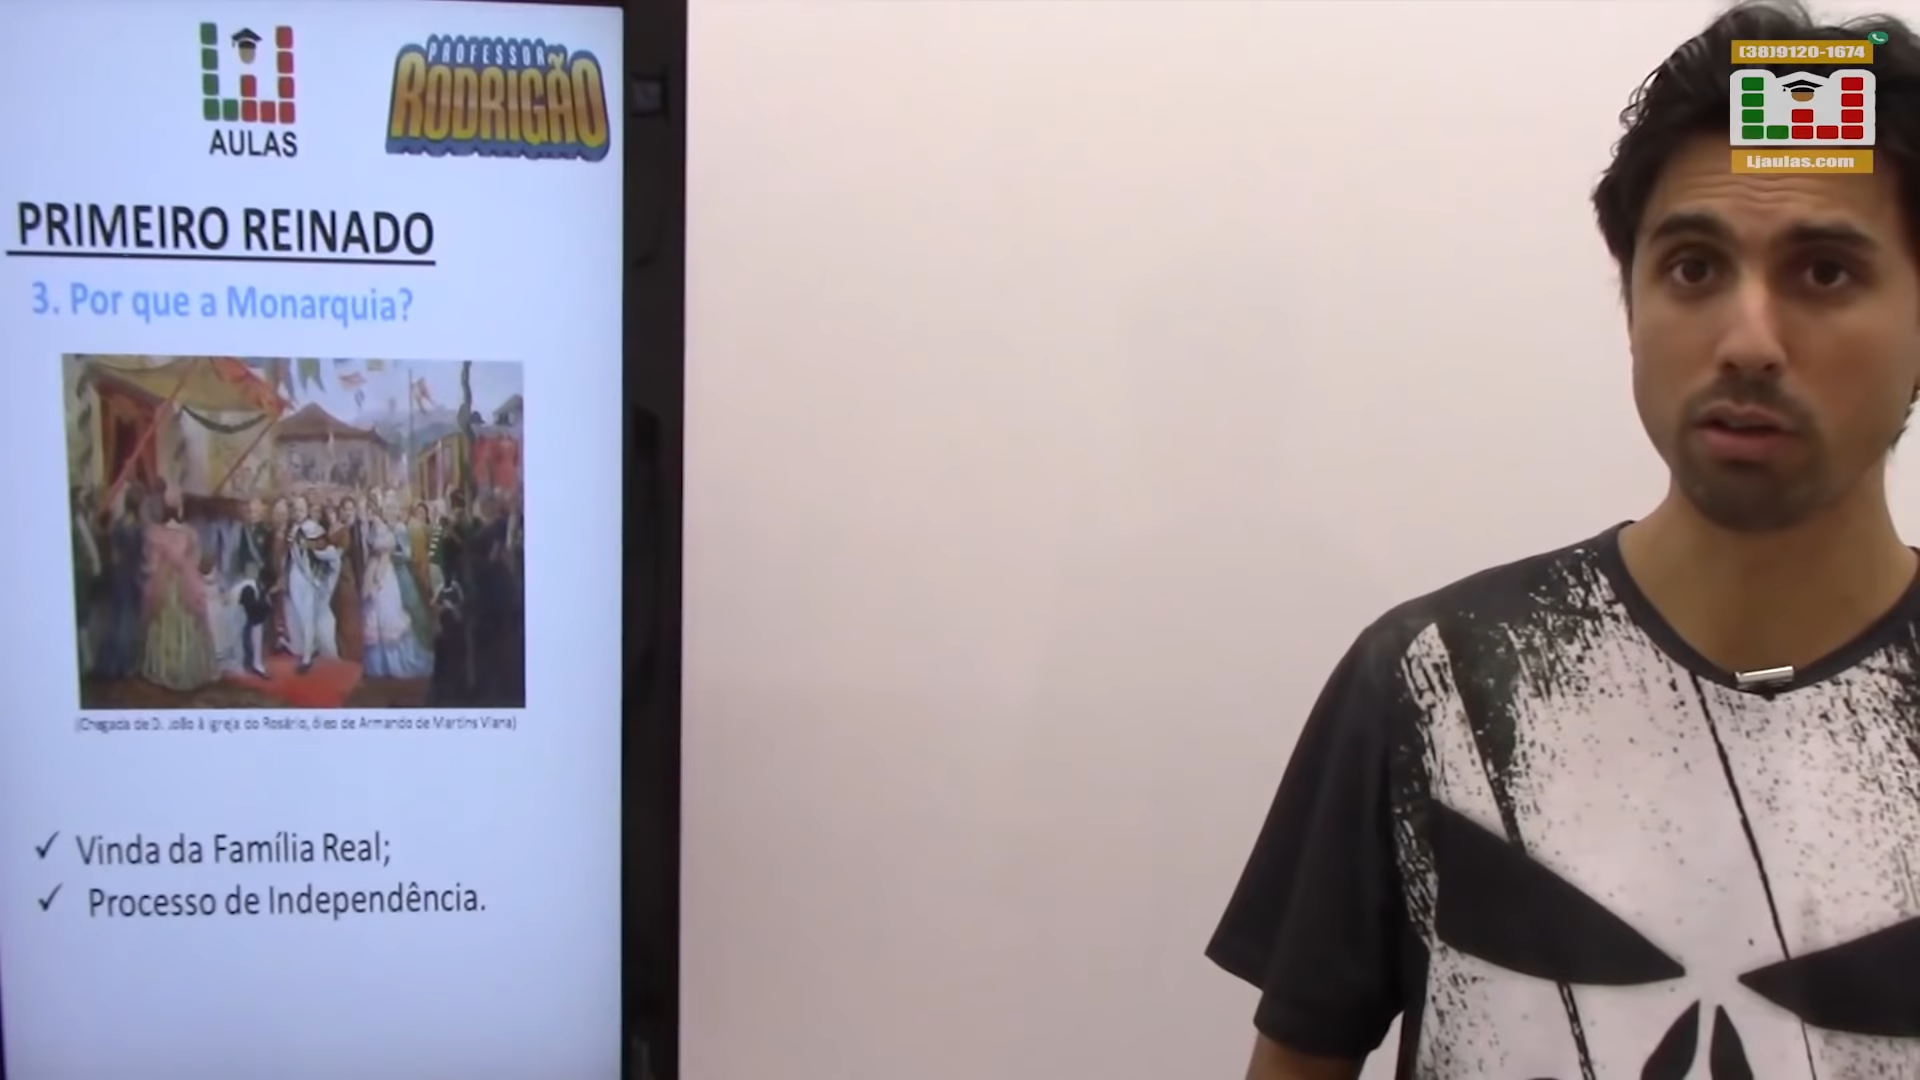 AULAS
PROFESSOR
RODRIGÃO
PRIMEIRO REINADO
3. Por que a Monarquia?
(Chegada de D. João à igreja do Rosário, óleo de Armando de Martins Viana)
✓ Vinda da Família Real;
✓ Processo de Independência.
(38)9120-1674
Ljaulas.com